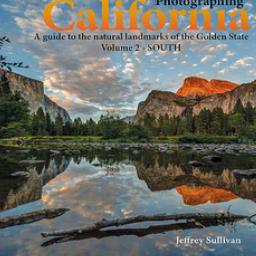 Photographing
California
A guide to the natural landmarks of the Golden State
Volume 2 - SOUTH
Jeffrey Sullivan